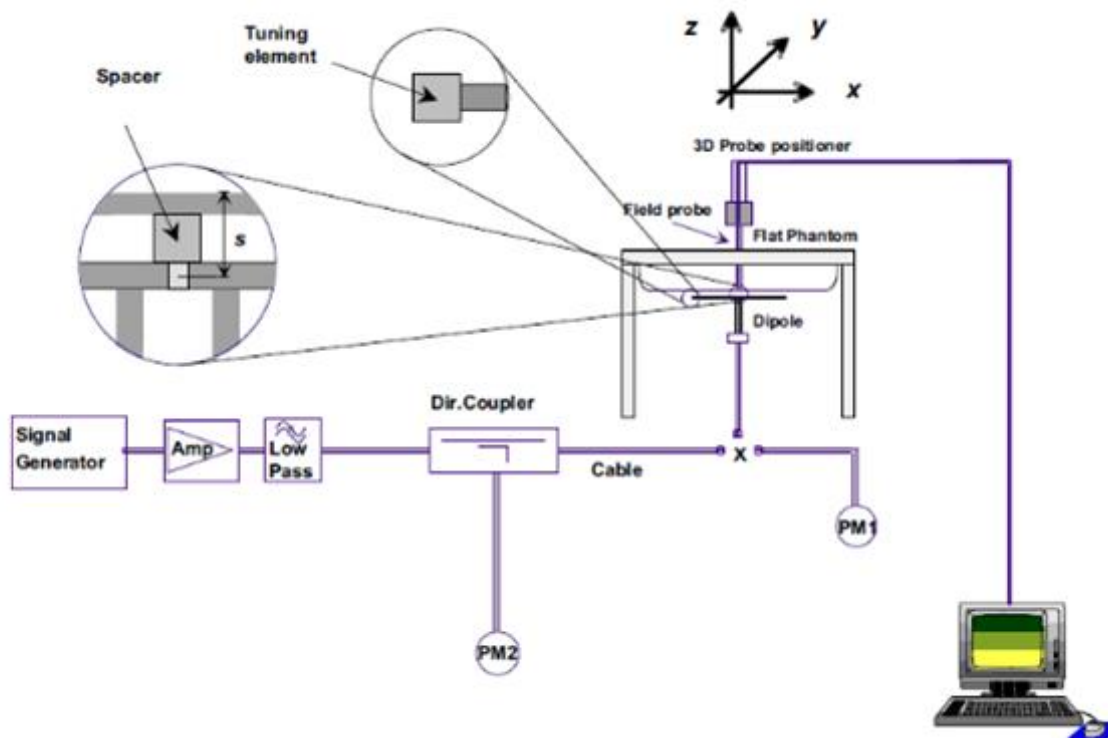 Tuning
element
Spacer
s
z
y
x
3D Probe positioner
Field probe
Flat Phantom
Dipole
Dir.Coupler
Signal
Generator
Amp
Low
Pass
Cable
X
PM1
PM2